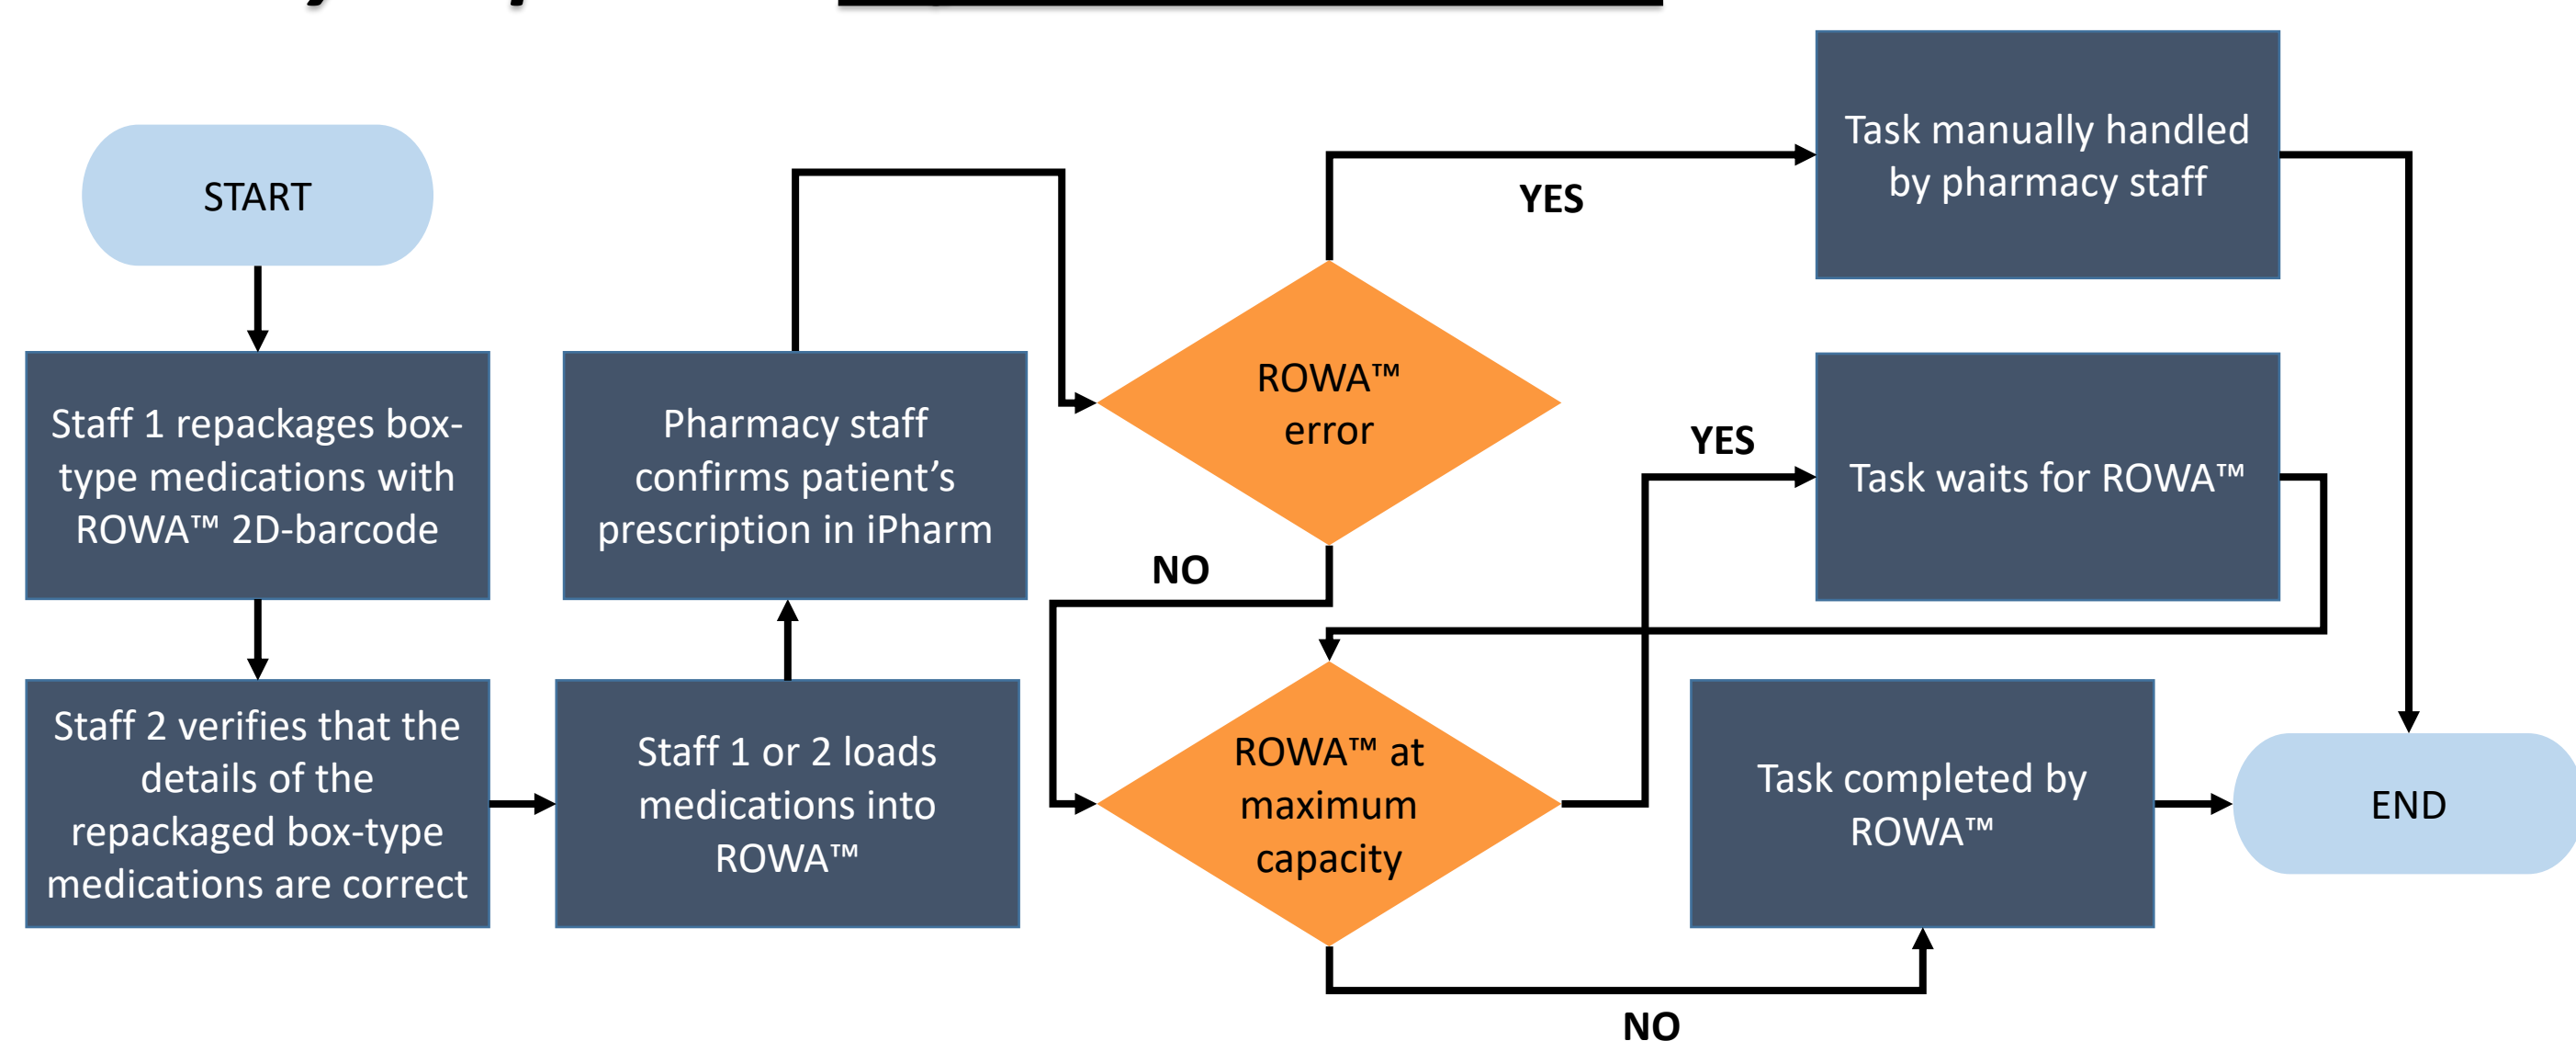 START
Staff 1 repackages box-
type medications with
ROWA™ 2D-barcode
Staff 2 verifies that the
details of the
repackaged box-type
medications are correct
Staff 1 or 2 loads
medications into
ROWA™
Pharmacy staff
confirms patient’s
prescription in iPharm
ROWA™
error
YES
Task manually handled
by pharmacy staff
NO
ROWA™ at
maximum
capacity
YES
Task waits for ROWA™
NO
Task completed by
ROWA™
END